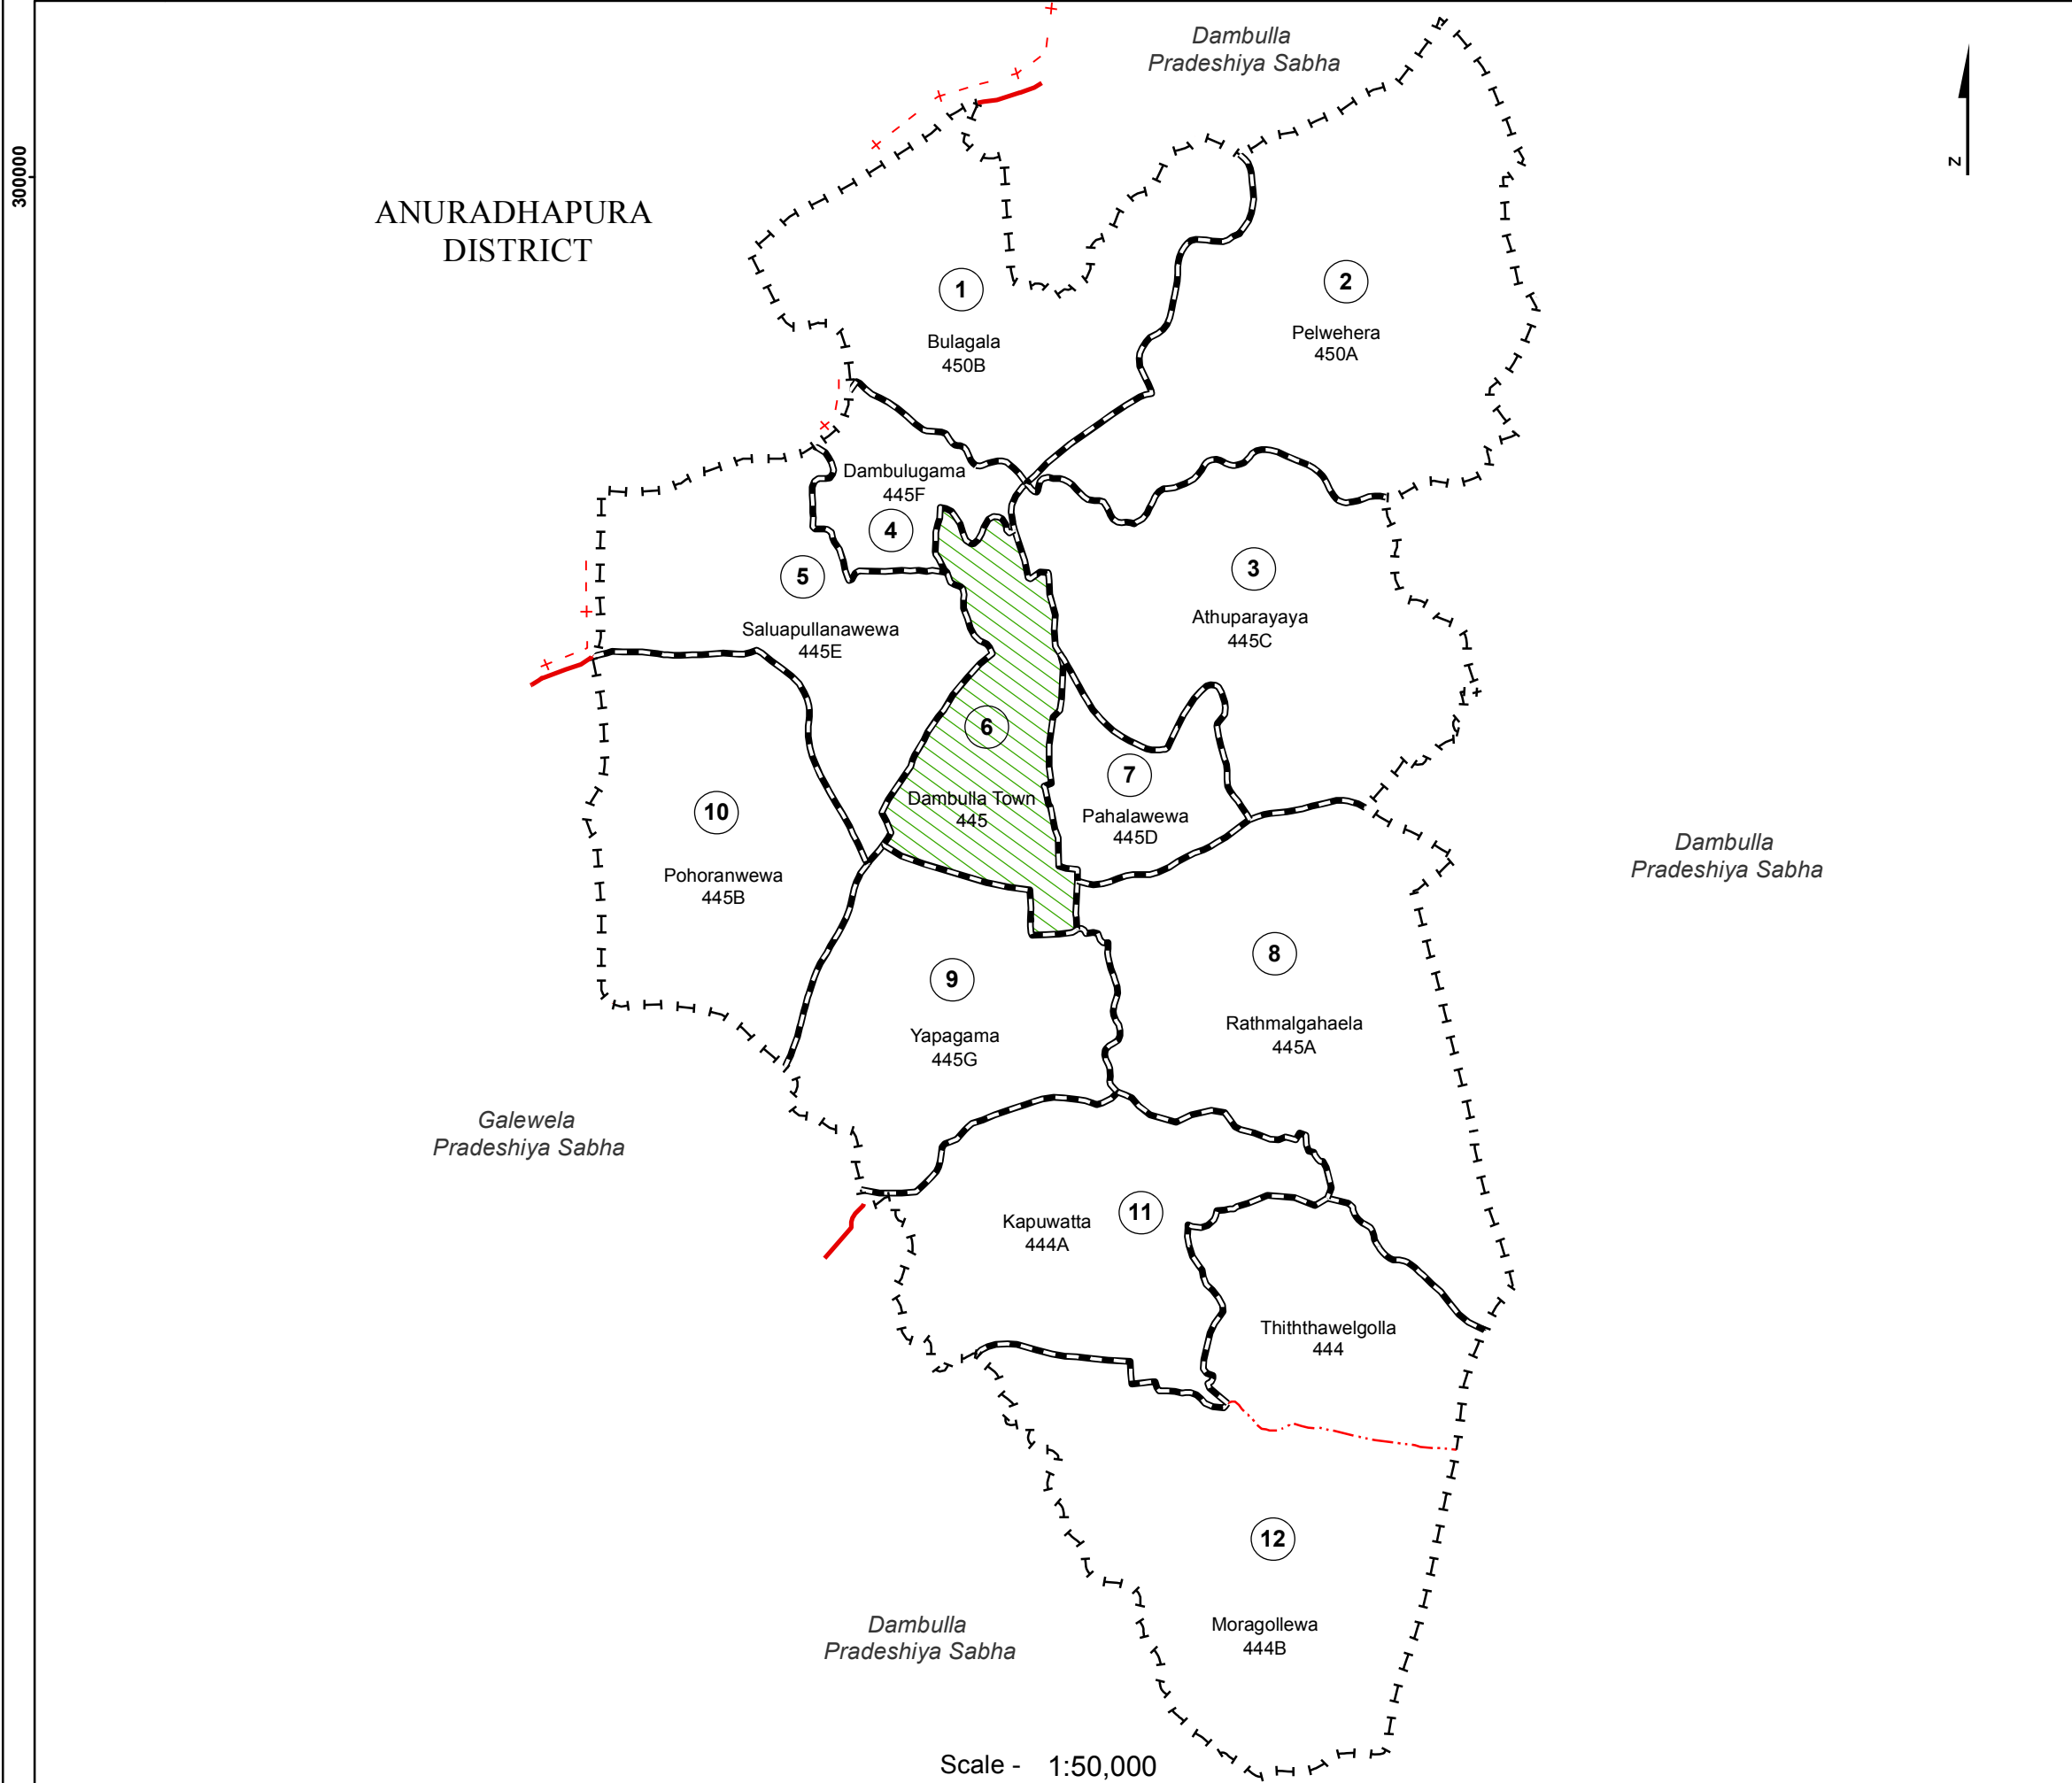 Dambulla
Pradeshiya Sabha
300000
N
ANURADHAPURA
DISTRICT
1
Bulagala
450B
2
Pelwehera
450A
Dambulugama
445F
4
5
Saluapullanawewa
445E
3
Athuparayaya
445C
6
Dambulla Town
445
7
Pahalawewa
445D
10
Pohoranwewa
445B
Dambulla
Pradeshiya Sabha
9
Yapagama
445G
8
Rathmalgahaela
445A
Galewela
Pradeshiya Sabha
Kapuwatta
444A
11
Thiththawelgolla
444
12
Moragollewa
444B
Dambulla
Pradeshiya Sabha
Scale - 1:50,000